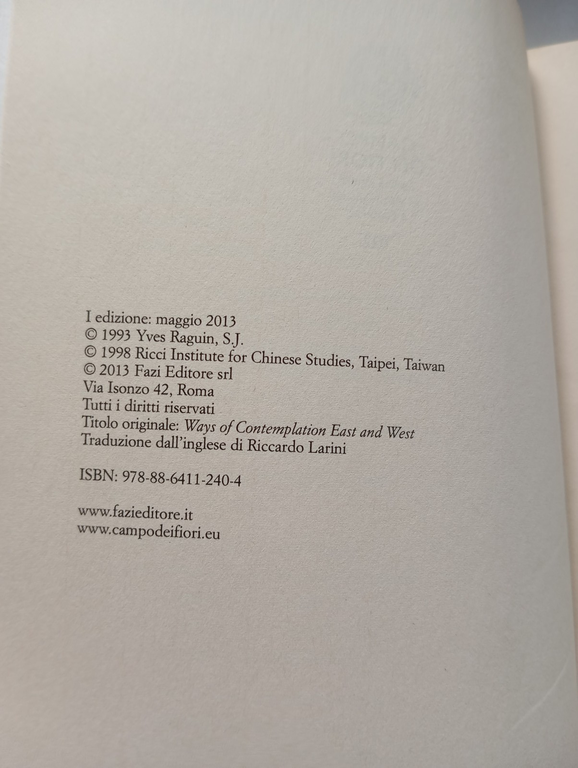 I edizione: maggio 2013
© 1993 Yves Raguin, S.J.
© 1998 Ricci Institute for Chinese Studies, Taipei, Taiwan
© 2013 Fazi Editore srl
Via Isonzo 42, Roma
Tutti i diritti riservati
Titolo originale: Ways of Contemplation East and West
Traduzione dall'inglese di Riccardo Larini
ISBN: 978-88-6411-240-4
www.fazieditore.it
www.campodeifiori.eu